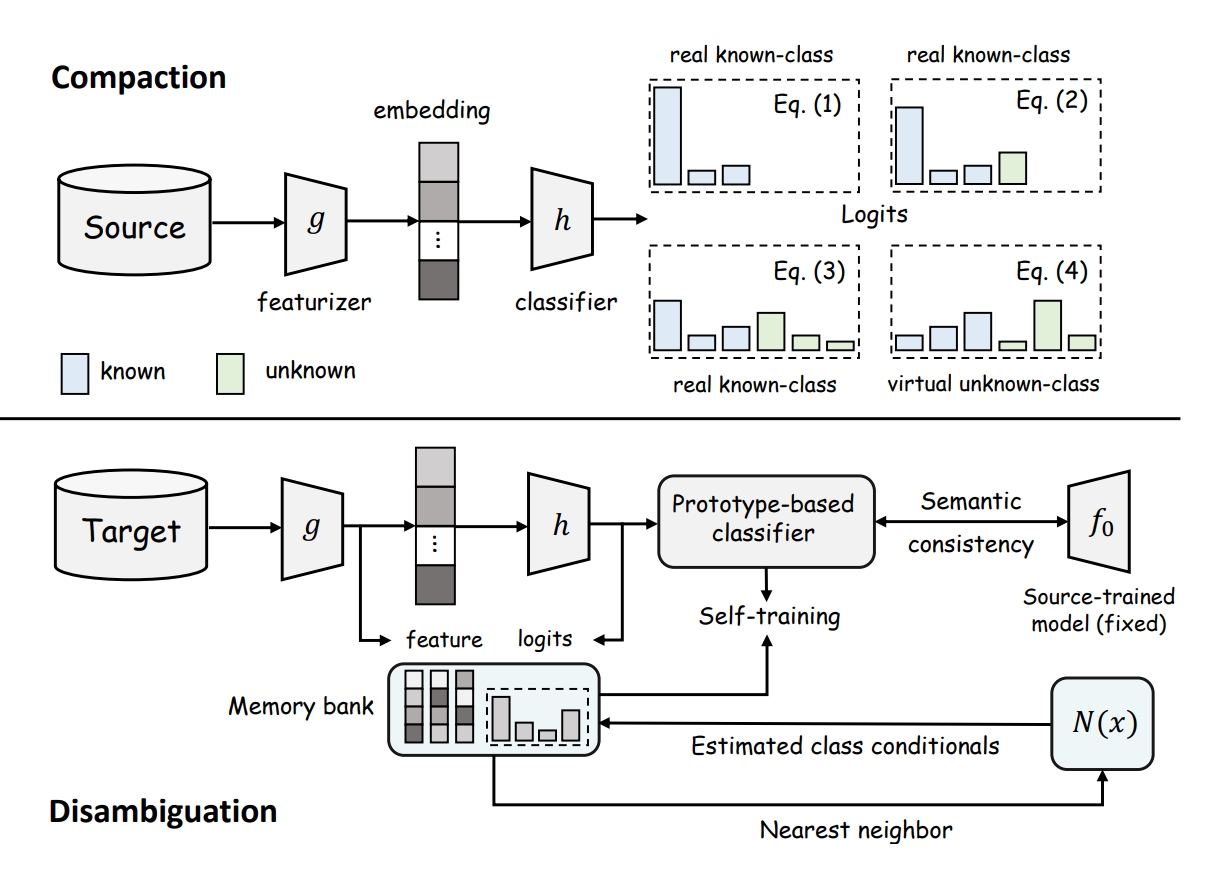 Compaction
embedding
real known-class
real known-class
Eq. (1)
Eq. (2)
Source
g
⋮
h
Logits
Eq. (3)
Eq. (4)
featurizer
classifier
known
unknown
real known-class
virtual unknown-class
Target
g
⋮
h
Prototype-based
classifier
Semantic
consistency
f₀
Source-trained
model (fixed)
Self-training
feature
logits
Memory bank
N(x)
Estimated class conditionals
Disambiguation
Nearest neighbor